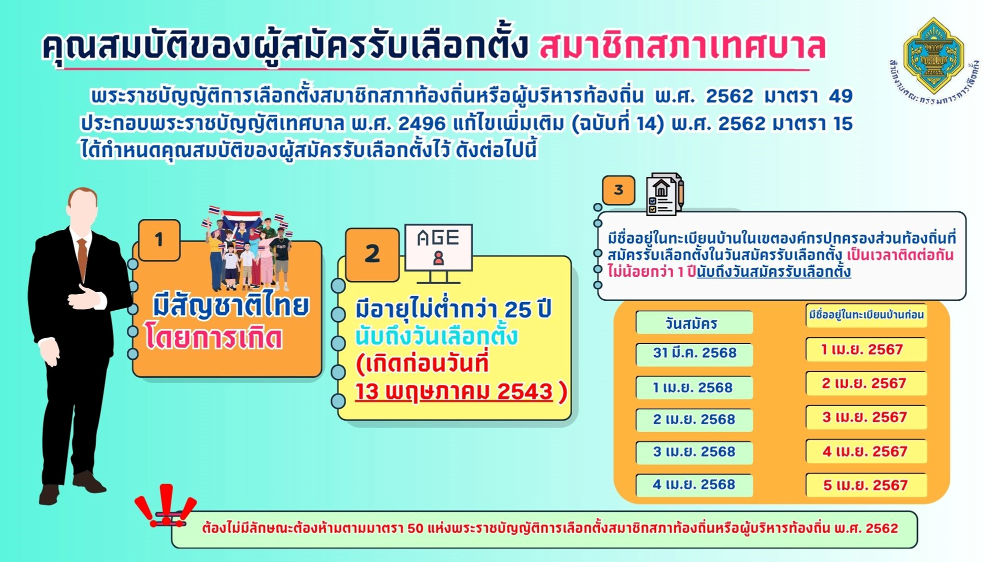 คุณสมบัติของผู้สมัครรับเลือกตั้ง สมาชิกสภาเทศบาล
สำนักงานคณะกรรมการการเลือกตั้ง
พระราชบัญญัติการเลือกตั้งสมาชิกสภาท้องถิ่นหรือผู้บริหารท้องถิ่น พ.ศ. 2562 มาตรา 49
ประกอบพระราชบัญญัติเทศบาล พ.ศ. 2496 แก้ไขเพิ่มเติม (ฉบับที่ 14) พ.ศ. 2562 มาตรา 15
ได้กำหนดคุณสมบัติของผู้สมัครรับเลือกตั้งไว้ ดังต่อไปนี้
1
มีสัญชาติไทย
โดยการเกิด
2
AGE
มีอายุไม่ต่ำกว่า 25 ปี
นับถึงวันเลือกตั้ง
(เกิดก่อนวันที่
13 พฤษภาคม 2543 )
3
มีชื่ออยู่ในทะเบียนบ้านในเขตองค์กรปกครองส่วนท้องถิ่นที่
สมัครรับเลือกตั้งในวันสมัครรับเลือกตั้ง เป็นเวลาติดต่อกัน
ไม่น้อยกว่า 1 ปีนับถึงวันสมัครรับเลือกตั้ง
วันสมัคร มีชื่ออยู่ในทะเบียนบ้านก่อน
31 มี.ค. 2568 1 เม.ย. 2567
1 เม.ย. 2568 2 เม.ย. 2567
2 เม.ย. 2568 3 เม.ย. 2567
3 เม.ย. 2568 4 เม.ย. 2567
4 เม.ย. 2568 5 เม.ย. 2567
ต้องไม่มีลักษณะต้องห้ามตามมาตรา 50 แห่งพระราชบัญญัติการเลือกตั้งสมาชิกสภาท้องถิ่นหรือผู้บริหารท้องถิ่น พ.ศ. 2562